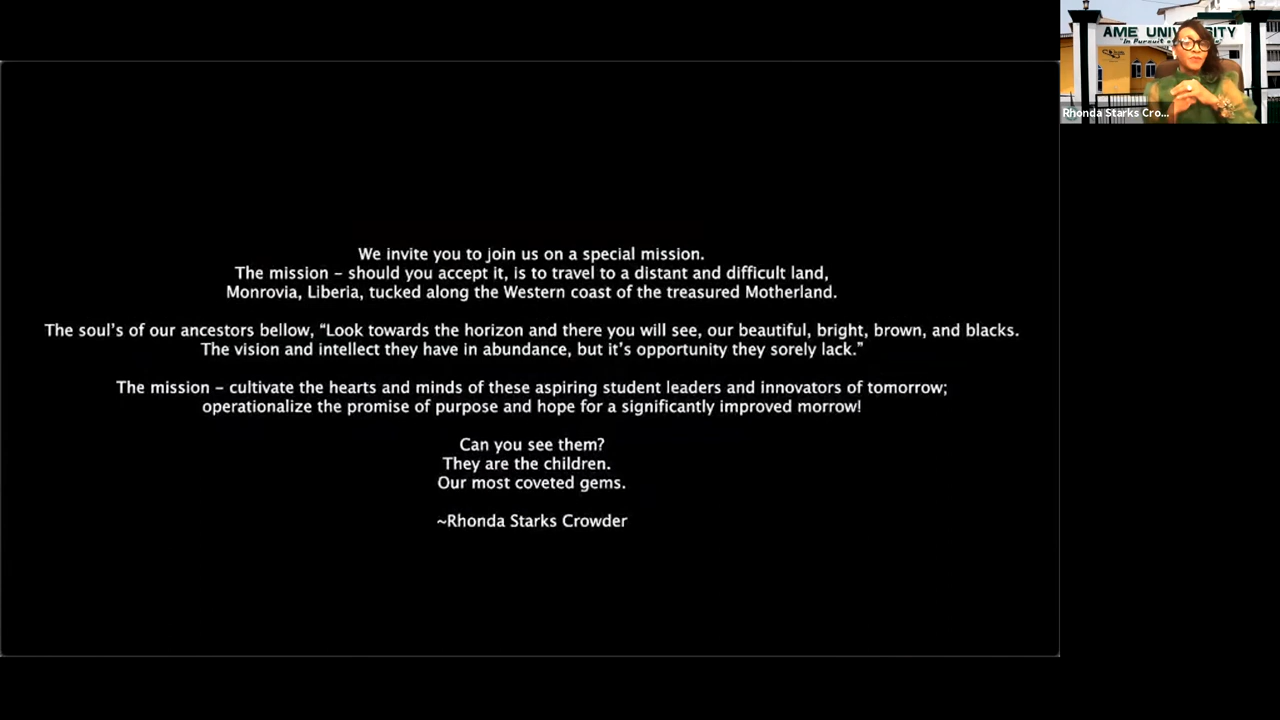 AME UNIVERSITY
Rhonda Starks Cro...
We invite you to join us on a special mission.
The mission – should you accept it, is to travel to a distant and difficult land,
Monrovia, Liberia, tucked along the Western coast of the treasured Motherland.
The soul's of our ancestors bellow, “Look towards the horizon and there you will see, our beautiful, bright, brown, and blacks.
The vision and intellect they have in abundance, but it's opportunity they sorely lack.”
The mission – cultivate the hearts and minds of these aspiring student leaders and innovators of tomorrow;
operationalize the promise of purpose and hope for a significantly improved morrow!
Can you see them?
They are the children.
Our most coveted gems.
~Rhonda Starks Crowder